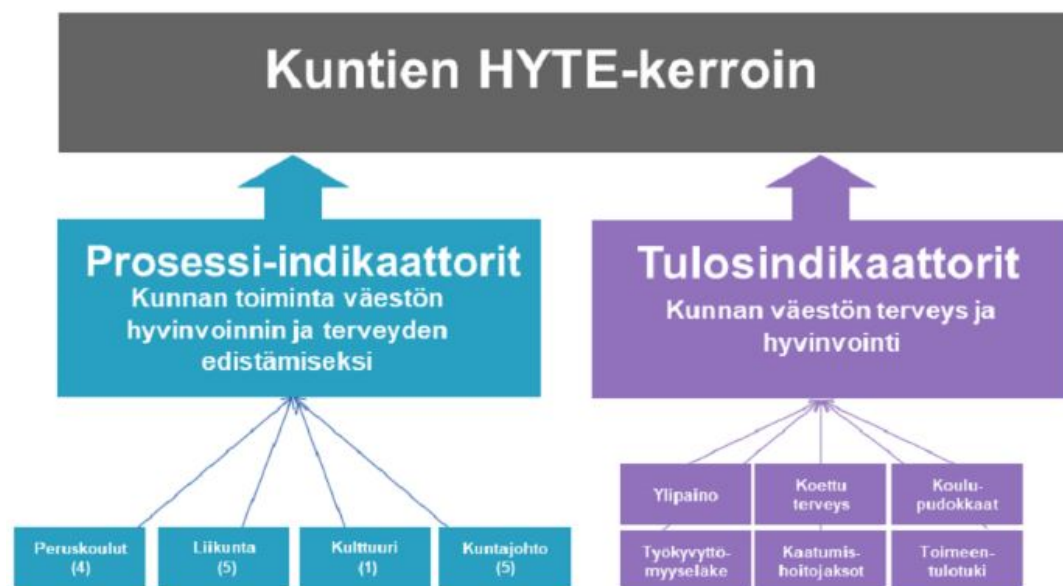 Kuntien HYTE-kerroin
Prosessi-indikaattorit
Kunnan toiminta väestön
hyvinvoinnin ja terveyden
edistämiseksi
Tulosindikaattorit
Kunnan väestön terveys ja
hyvinvointi
Peruskoulut
(4)
Liikunta
(5)
Kulttuuri
(1)
Kuntajohto
(5)
Ylipaino
Koettu
terveys
Koulu-
pudokkaat
Työkyvyttö-
myyseläke
Kaatumis-
hoitojaksot
Toimeen-
tulotuki